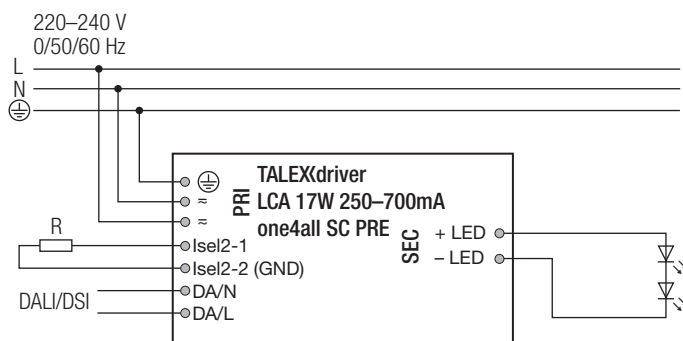 220–240 V
0/50/60 Hz
L
N
PRI
TALEXXdriver
LCA 17W 250–700mA
one4all SC PRE
≂
≂
R
Isel2-1
Isel2-2 (GND)
DALI/DSI
DA/N
DA/L
SEC
+ LED
– LED